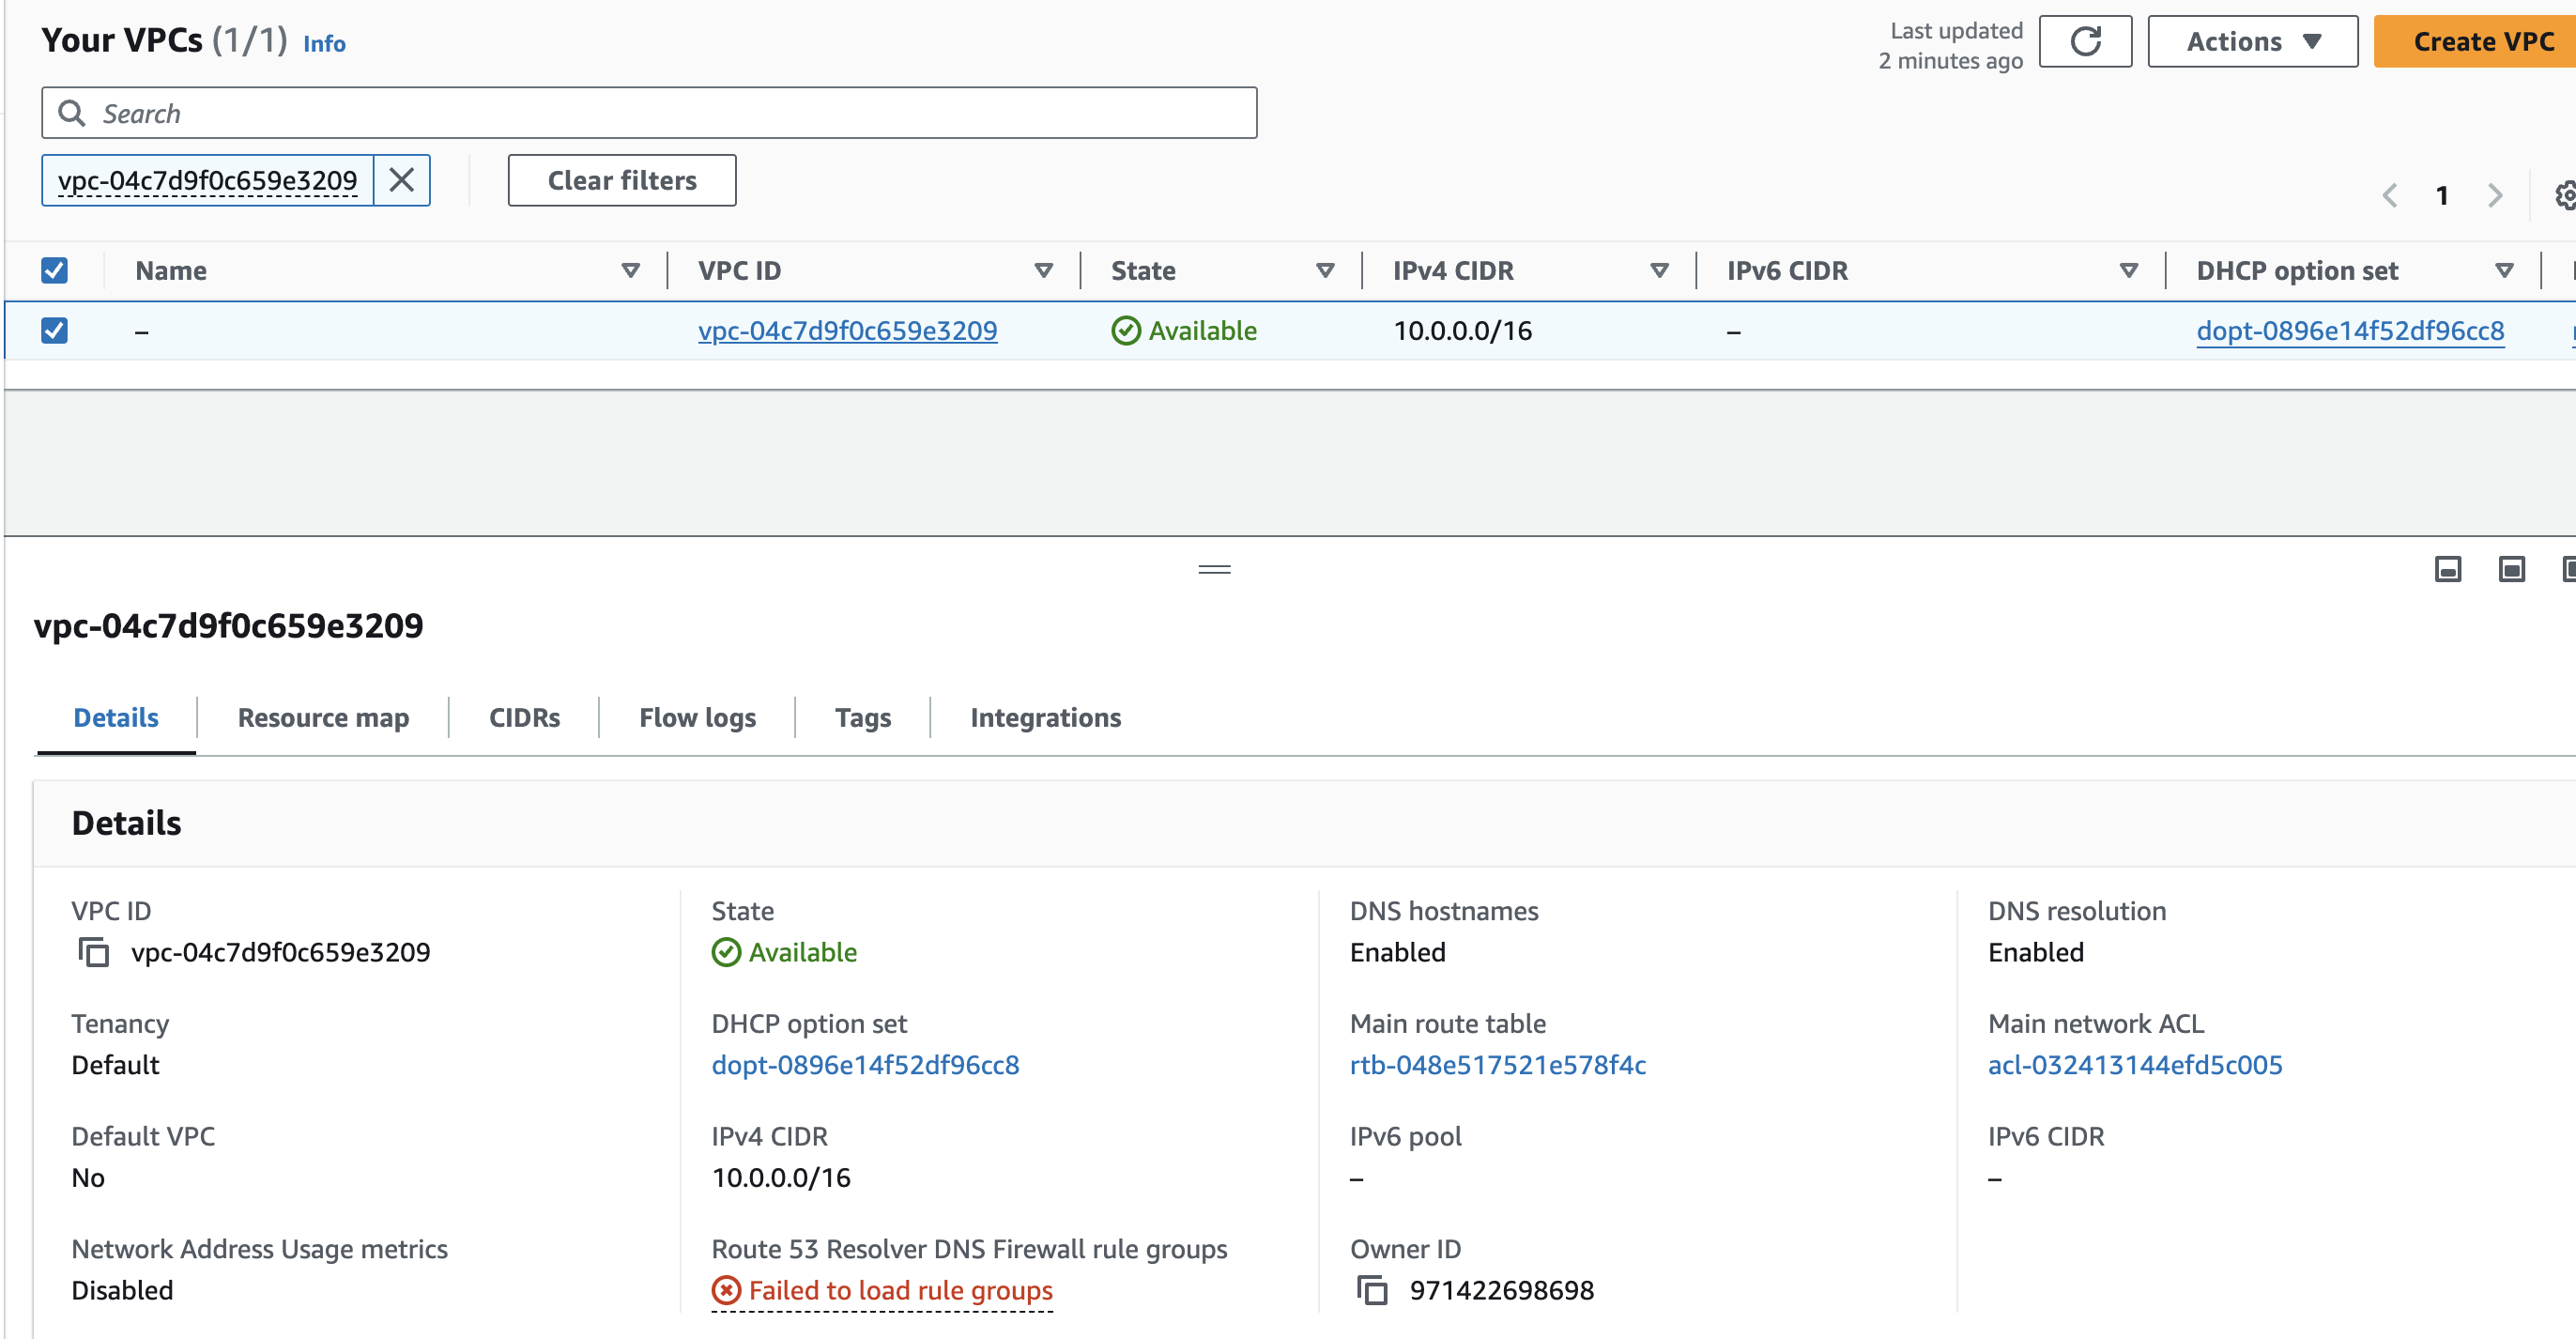 Your VPCs (1/1) Info
Last updated
2 minutes ago
Actions
Create VPC
Search
vpc-04c7d9f0c659e3209
Clear filters
1
Name VPC ID State IPv4 CIDR IPv6 CIDR DHCP option set
– vpc-04c7d9f0c659e3209 Available 10.0.0.0/16 – dopt-0896e14f52df96cc8
vpc-04c7d9f0c659e3209
Details Resource map CIDRs Flow logs Tags Integrations
Details
VPC ID
vpc-04c7d9f0c659e3209
State
Available
DNS hostnames
Enabled
DNS resolution
Enabled
Tenancy
Default
DHCP option set
dopt-0896e14f52df96cc8
Main route table
rtb-048e517521e578f4c
Main network ACL
acl-032413144efd5c005
Default VPC
No
IPv4 CIDR
10.0.0.0/16
IPv6 pool
–
IPv6 CIDR
–
Network Address Usage metrics
Disabled
Route 53 Resolver DNS Firewall rule groups
Failed to load rule groups
Owner ID
971422698698